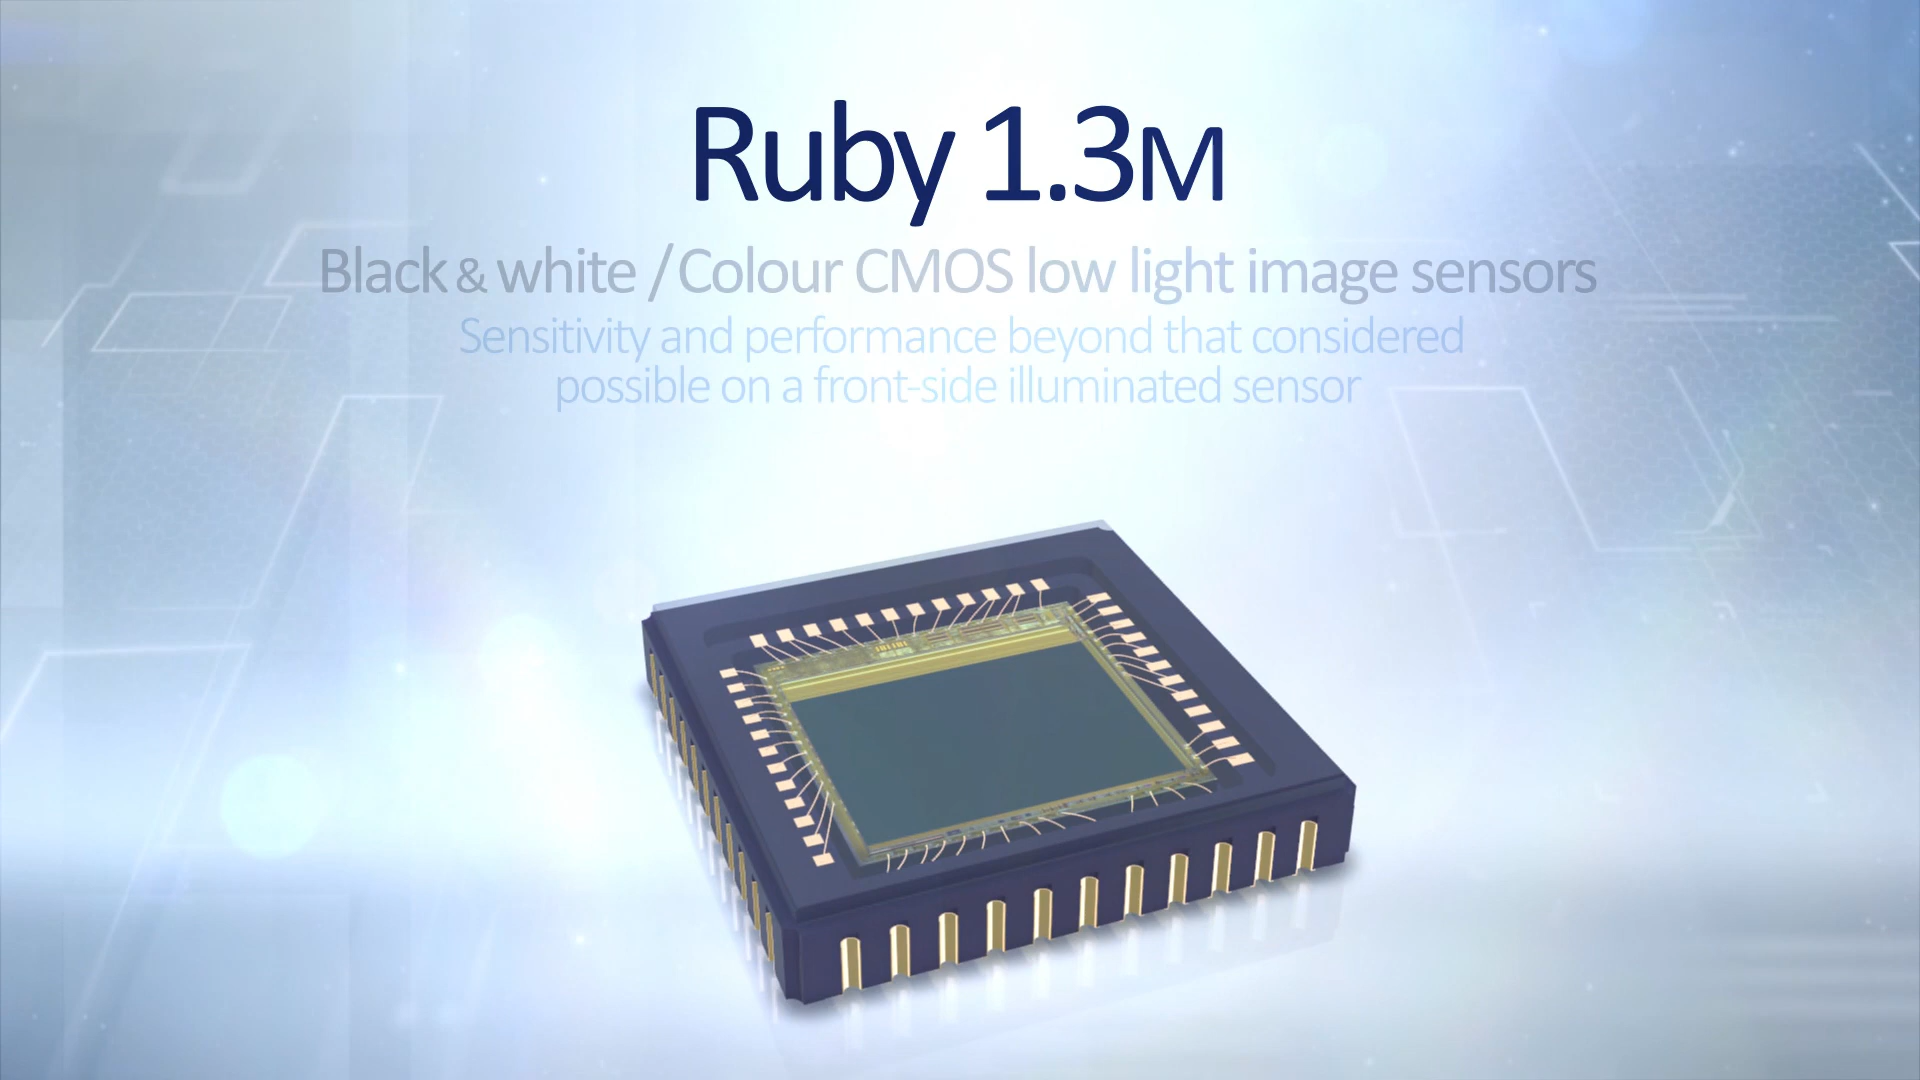 Ruby 1.3M
Black & white / Colour CMOS low light image sensors
Sensitivity and performance beyond that considered
possible on a front-side illuminated sensor